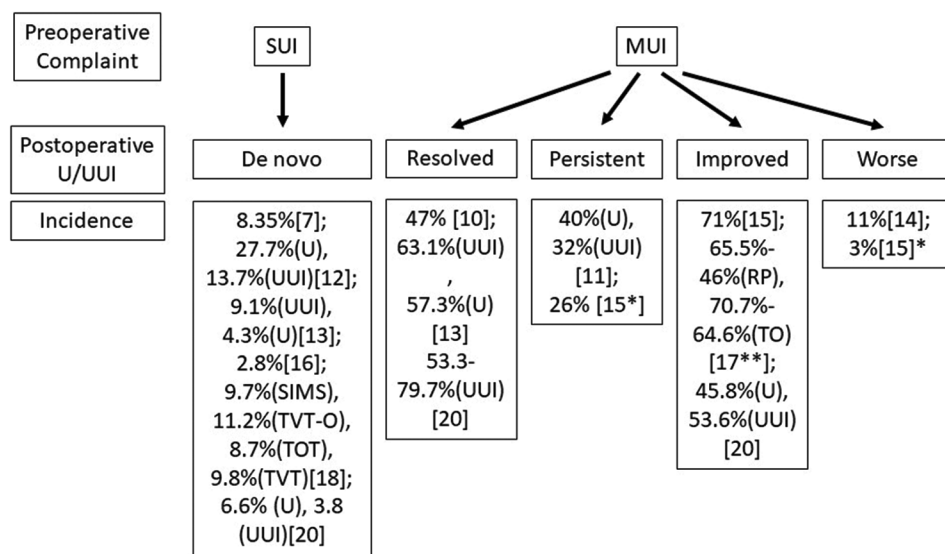 Preoperative
Complaint
SUI
MUI
Postoperative
U/UUI
De novo
Resolved
Persistent
Improved
Worse
Incidence
8.35%[7];
27.7%(U),
13.7%(UUI)[12];
9.1%(UUI),
4.3%(U)[13];
2.8%[16];
9.7%(SIMS),
11.2%(TVT-O),
8.7%(TOT),
9.8%(TVT)[18];
6.6% (U), 3.8
(UUI)[20]
47% [10];
63.1%(UUI)
,
57.3%(U)
[13]
53.3-
79.7%(UUI)
[20]
40%(U),
32%(UUI)
[11];
26% [15*]
71%[15];
65.5%-
46%(RP),
70.7%-
64.6%(TO)
[17**];
45.8%(U),
53.6%(UUI)
[20]
11%[14];
3%[15]*